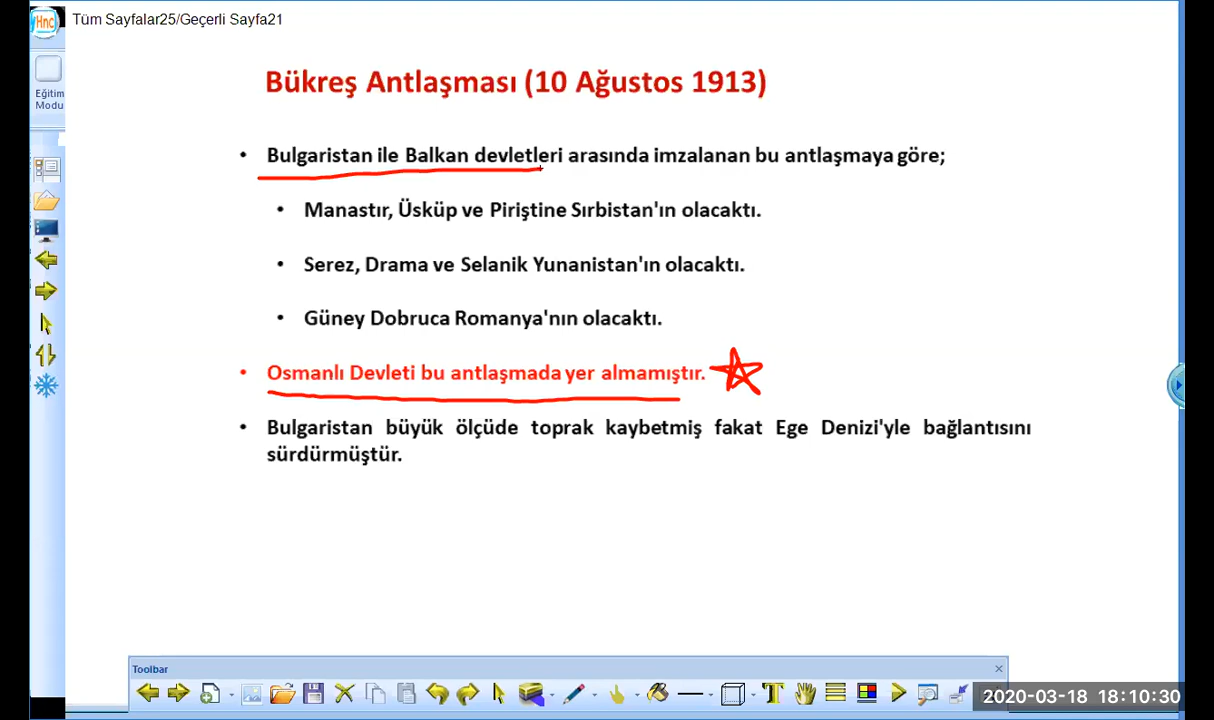 Tüm Sayfalar25/Geçerli Sayfa21
Hnc
Eğitim
Modu
Bükreş Antlaşması (10 Ağustos 1913)
• Bulgaristan ile Balkan devletleri arasında imzalanan bu antlaşmaya göre;
• Manastır, Üsküp ve Piriştine Sırbistan'ın olacaktı.
• Serez, Drama ve Selanik Yunanistan'ın olacaktı.
• Güney Dobruca Romanya'nın olacaktı.
• Osmanlı Devleti bu antlaşmada yer almamıştır.
• Bulgaristan büyük ölçüde toprak kaybetmiş fakat Ege Denizi'yle bağlantısını
sürdürmüştür.
Toolbar
2020-03-18 18:10:30